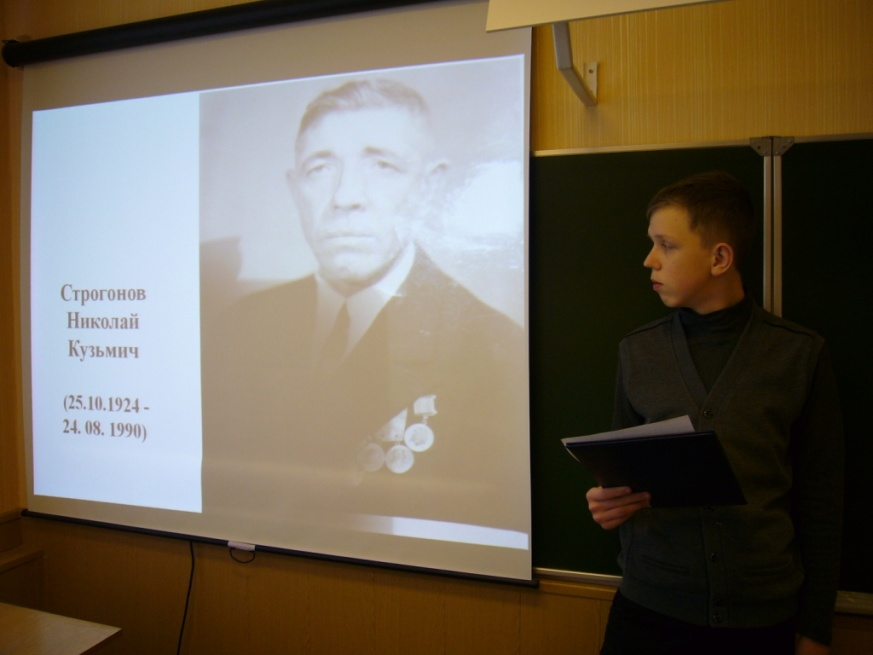 Строгонов
Николай
Кузьмич
(25.10.1924 -
24. 08. 1990)